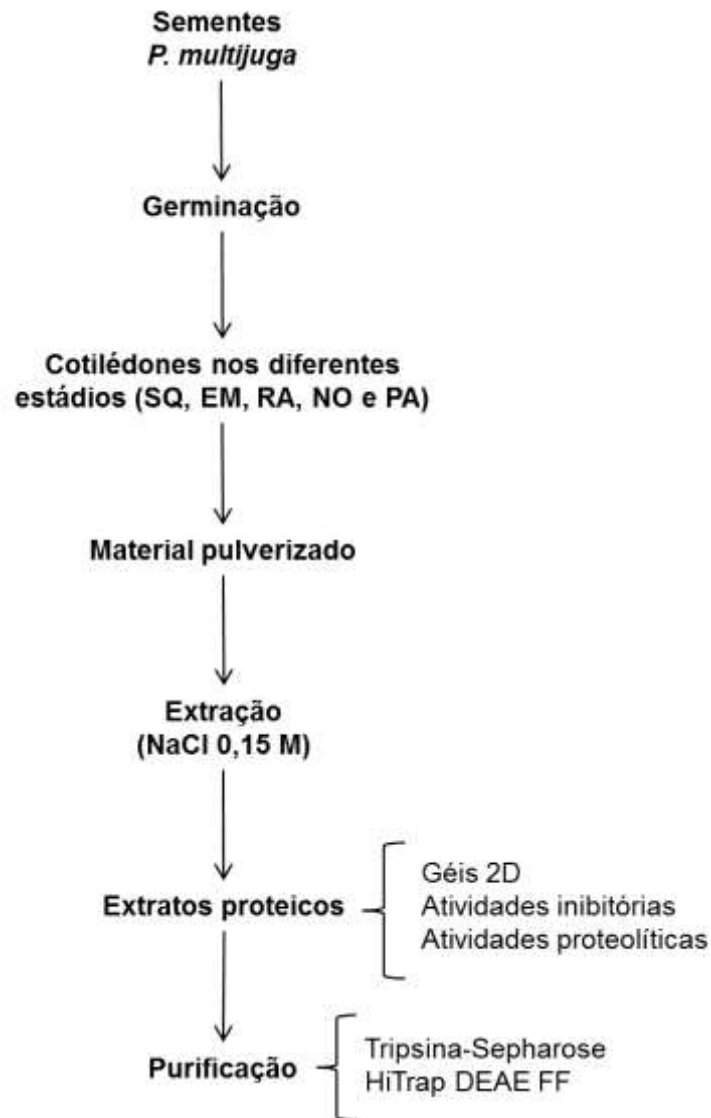 Sementes
P. multijuga
Germinação
Cotilédones nos diferentes
estádios (SQ, EM, RA, NO e PA)
Material pulverizado
Extração
(NaCl 0,15 M)
Extratos proteicos
Géis 2D
Atividades inibitórias
Atividades proteolíticas
Purificação
Tripsina-Sepharose
HiTrap DEAE FF